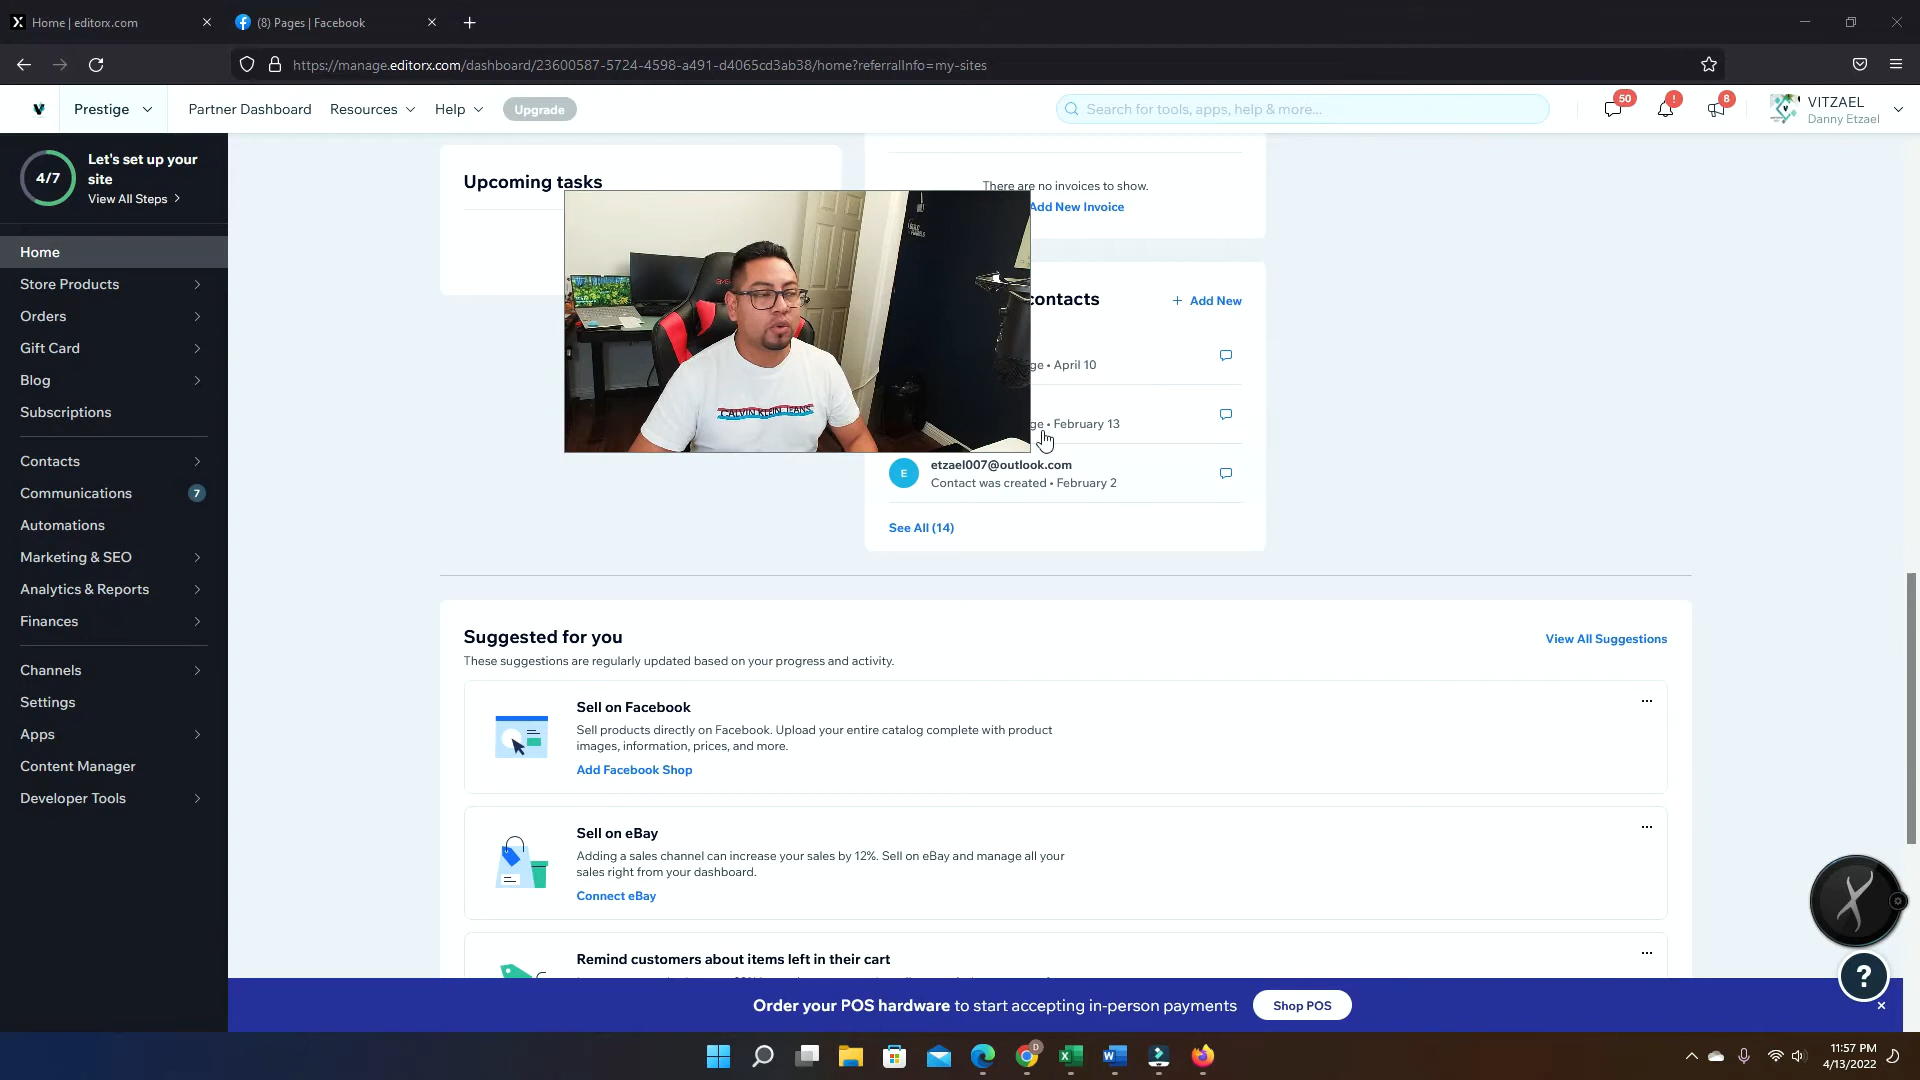 Home | editorx.com
(8) Pages | Facebook
https://manage.editorx.com/dashboard/23600587-5724-4598-a491-d4065cd3ab38/home?referralInfo=my-sites
Prestige
Partner Dashboard
Resources
Help
Upgrade
Search for tools, apps, help & more...
50
!
8
VITZAEL
Danny Etzael
4/7
Let's set up your
site
View All Steps
Home
Store Products
Orders
Gift Card
Blog
Subscriptions
Contacts
Communications
7
Automations
Marketing & SEO
Analytics & Reports
Finances
Channels
Settings
Apps
Content Manager
Developer Tools
Upcoming tasks
There are no invoices to show.
Add New Invoice
contacts
+ Add New
ge • April 10
ge • February 13
E
etzael007@outlook.com
Contact was created • February 2
See All (14)
CALVIN KLEIN JEANS
Suggested for you
View All Suggestions
These suggestions are regularly updated based on your progress and activity.
Sell on Facebook
Sell products directly on Facebook. Upload your entire catalog complete with product
images, information, prices, and more.
Add Facebook Shop
Sell on eBay
Adding a sales channel can increase your sales by 12%. Sell on eBay and manage all your
sales right from your dashboard.
Connect eBay
Remind customers about items left in their cart
Order your POS hardware to start accepting in-person payments
Shop POS
?
D
11:57 PM
4/13/2022